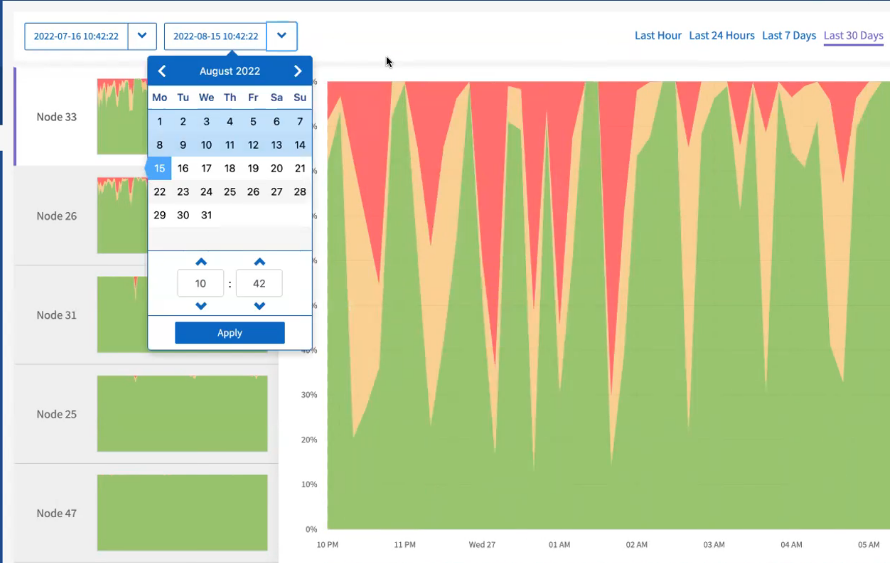 2022-07-16 10:42:22
2022-08-15 10:42:22
Last Hour Last 24 Hours Last 7 Days Last 30 Days
August 2022
Mo Tu We Th Fr Sa Su
1 2 3 4 5 6 7
8 9 10 11 12 13 14
15 16 17 18 19 20 21
22 23 24 25 26 27 28
29 30 31
10 : 42
Apply
Node 33
Node 26
Node 31
Node 25
Node 47
40%
30%
20%
10%
0%
10 PM 11 PM Wed 27 01 AM 02 AM 03 AM 04 AM 05 AM